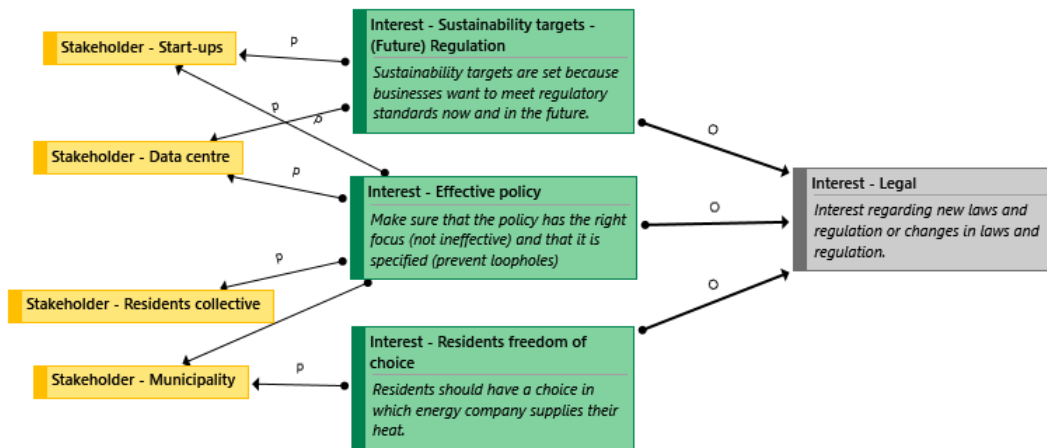 Stakeholder - Start-ups
p
Interest - Sustainability targets -
(Future) Regulation
Sustainability targets are set because
businesses want to meet regulatory
standards now and in the future.
p
p
O
Stakeholder - Data centre
p
Interest - Effective policy
Make sure that the policy has the right
focus (not ineffective) and that it is
specified (prevent loopholes)
O
Interest - Legal
Interest regarding new laws and
regulation or changes in laws and
regulation.
p
Stakeholder - Residents collective
O
Stakeholder - Municipality
p
Interest - Residents freedom of
choice
Residents should have a choice in
which energy company supplies their
heat.